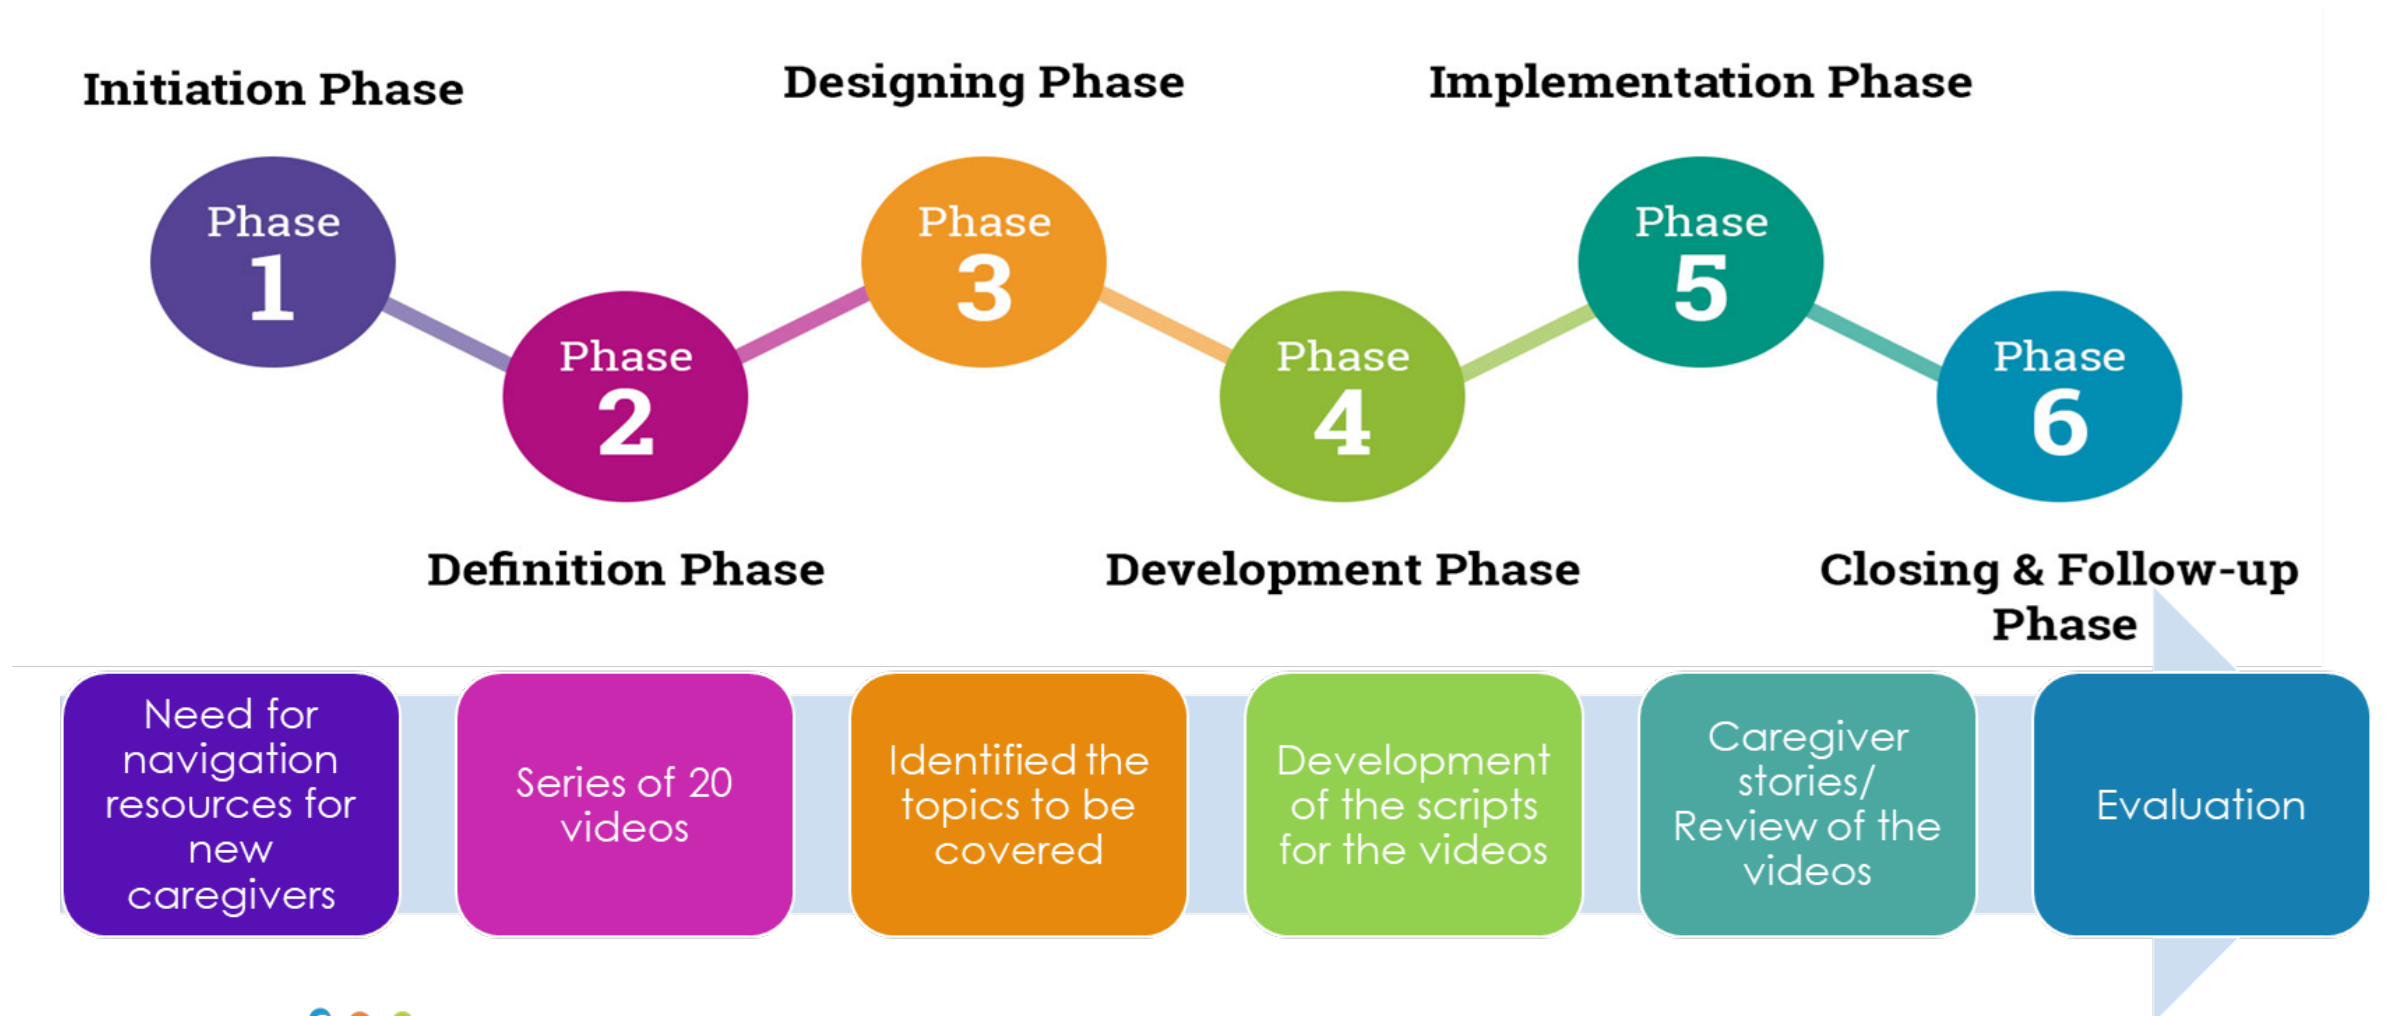 Initiation Phase
Designing Phase
Implementation Phase
Phase
1
Phase
2
Phase
3
Phase
4
Phase
5
Phase
6
Definition Phase
Development Phase
Closing & Follow-up
Phase
Need for
navigation
resources for
new
caregivers
Series of 20
videos
Identified the
topics to be
covered
Development
of the scripts
for the videos
Caregiver
stories/
Review of the
videos
Evaluation